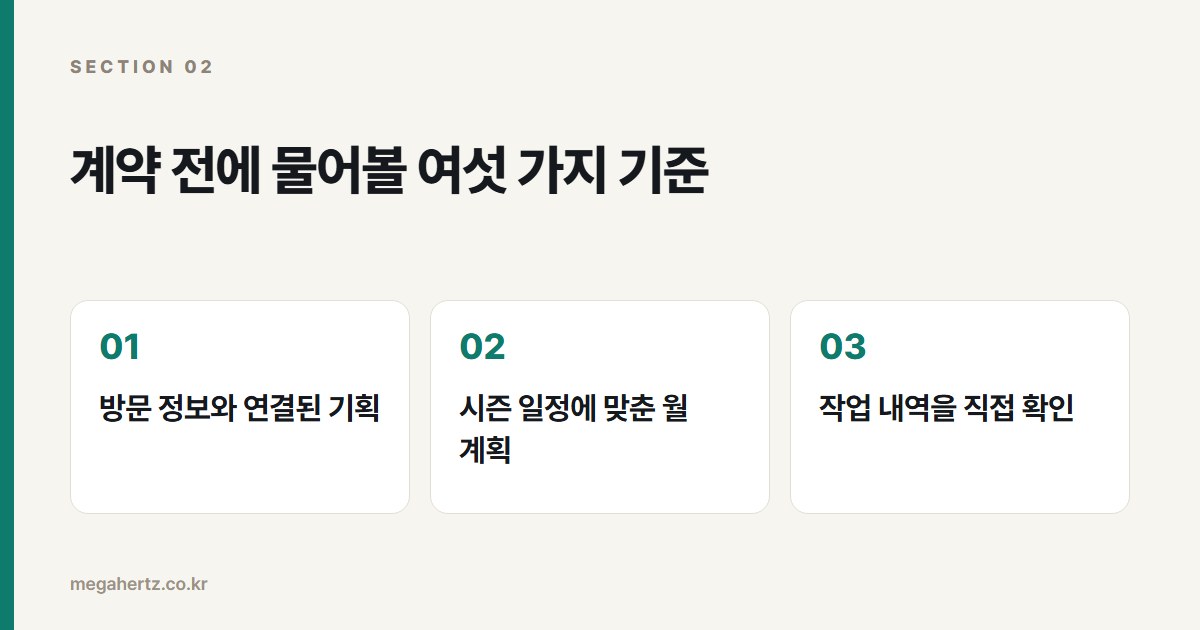 SECTION 02
계약 전에 물어볼 여섯 가지 기준
01
방문 정보와 연결된 기획
02
시즌 일정에 맞춘 월
계획
03
작업 내역을 직접 확인
megahertz.co.kr